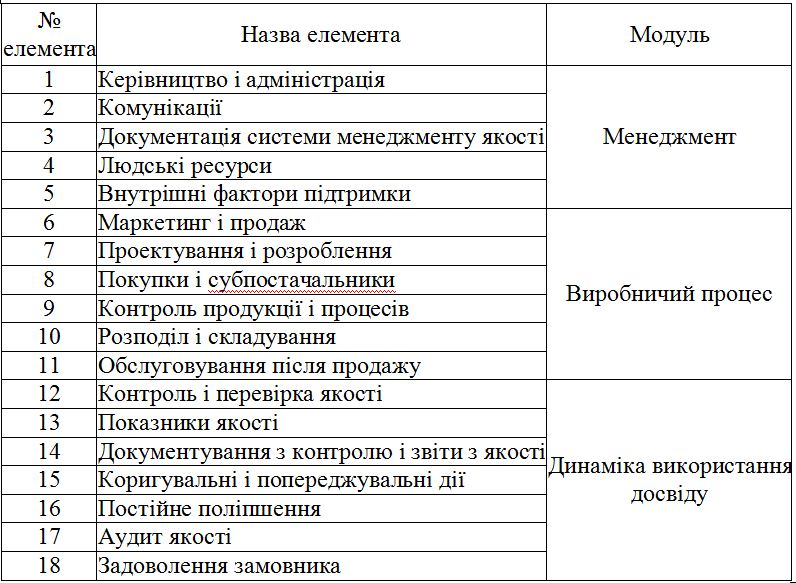 №
елемента
Назва елемента
Модуль
1 Керівництво і адміністрація
2 Комунікації
3 Документація системи менеджменту якості
4 Людські ресурси
5 Внутрішні фактори підтримки
Менеджмент
6 Маркетинг і продаж
7 Проектування і розроблення
8 Покупки і субпостачальники
9 Контроль продукції і процесів
10 Розподіл і складування
11 Обслуговування після продажу
Виробничий процес
12 Контроль і перевірка якості
13 Показники якості
14 Документування з контролю і звіти з якості
15 Коригувальні і попереджувальні дії
16 Постійне поліпшення
17 Аудит якості
18 Задоволення замовника
Динаміка використання
досвіду